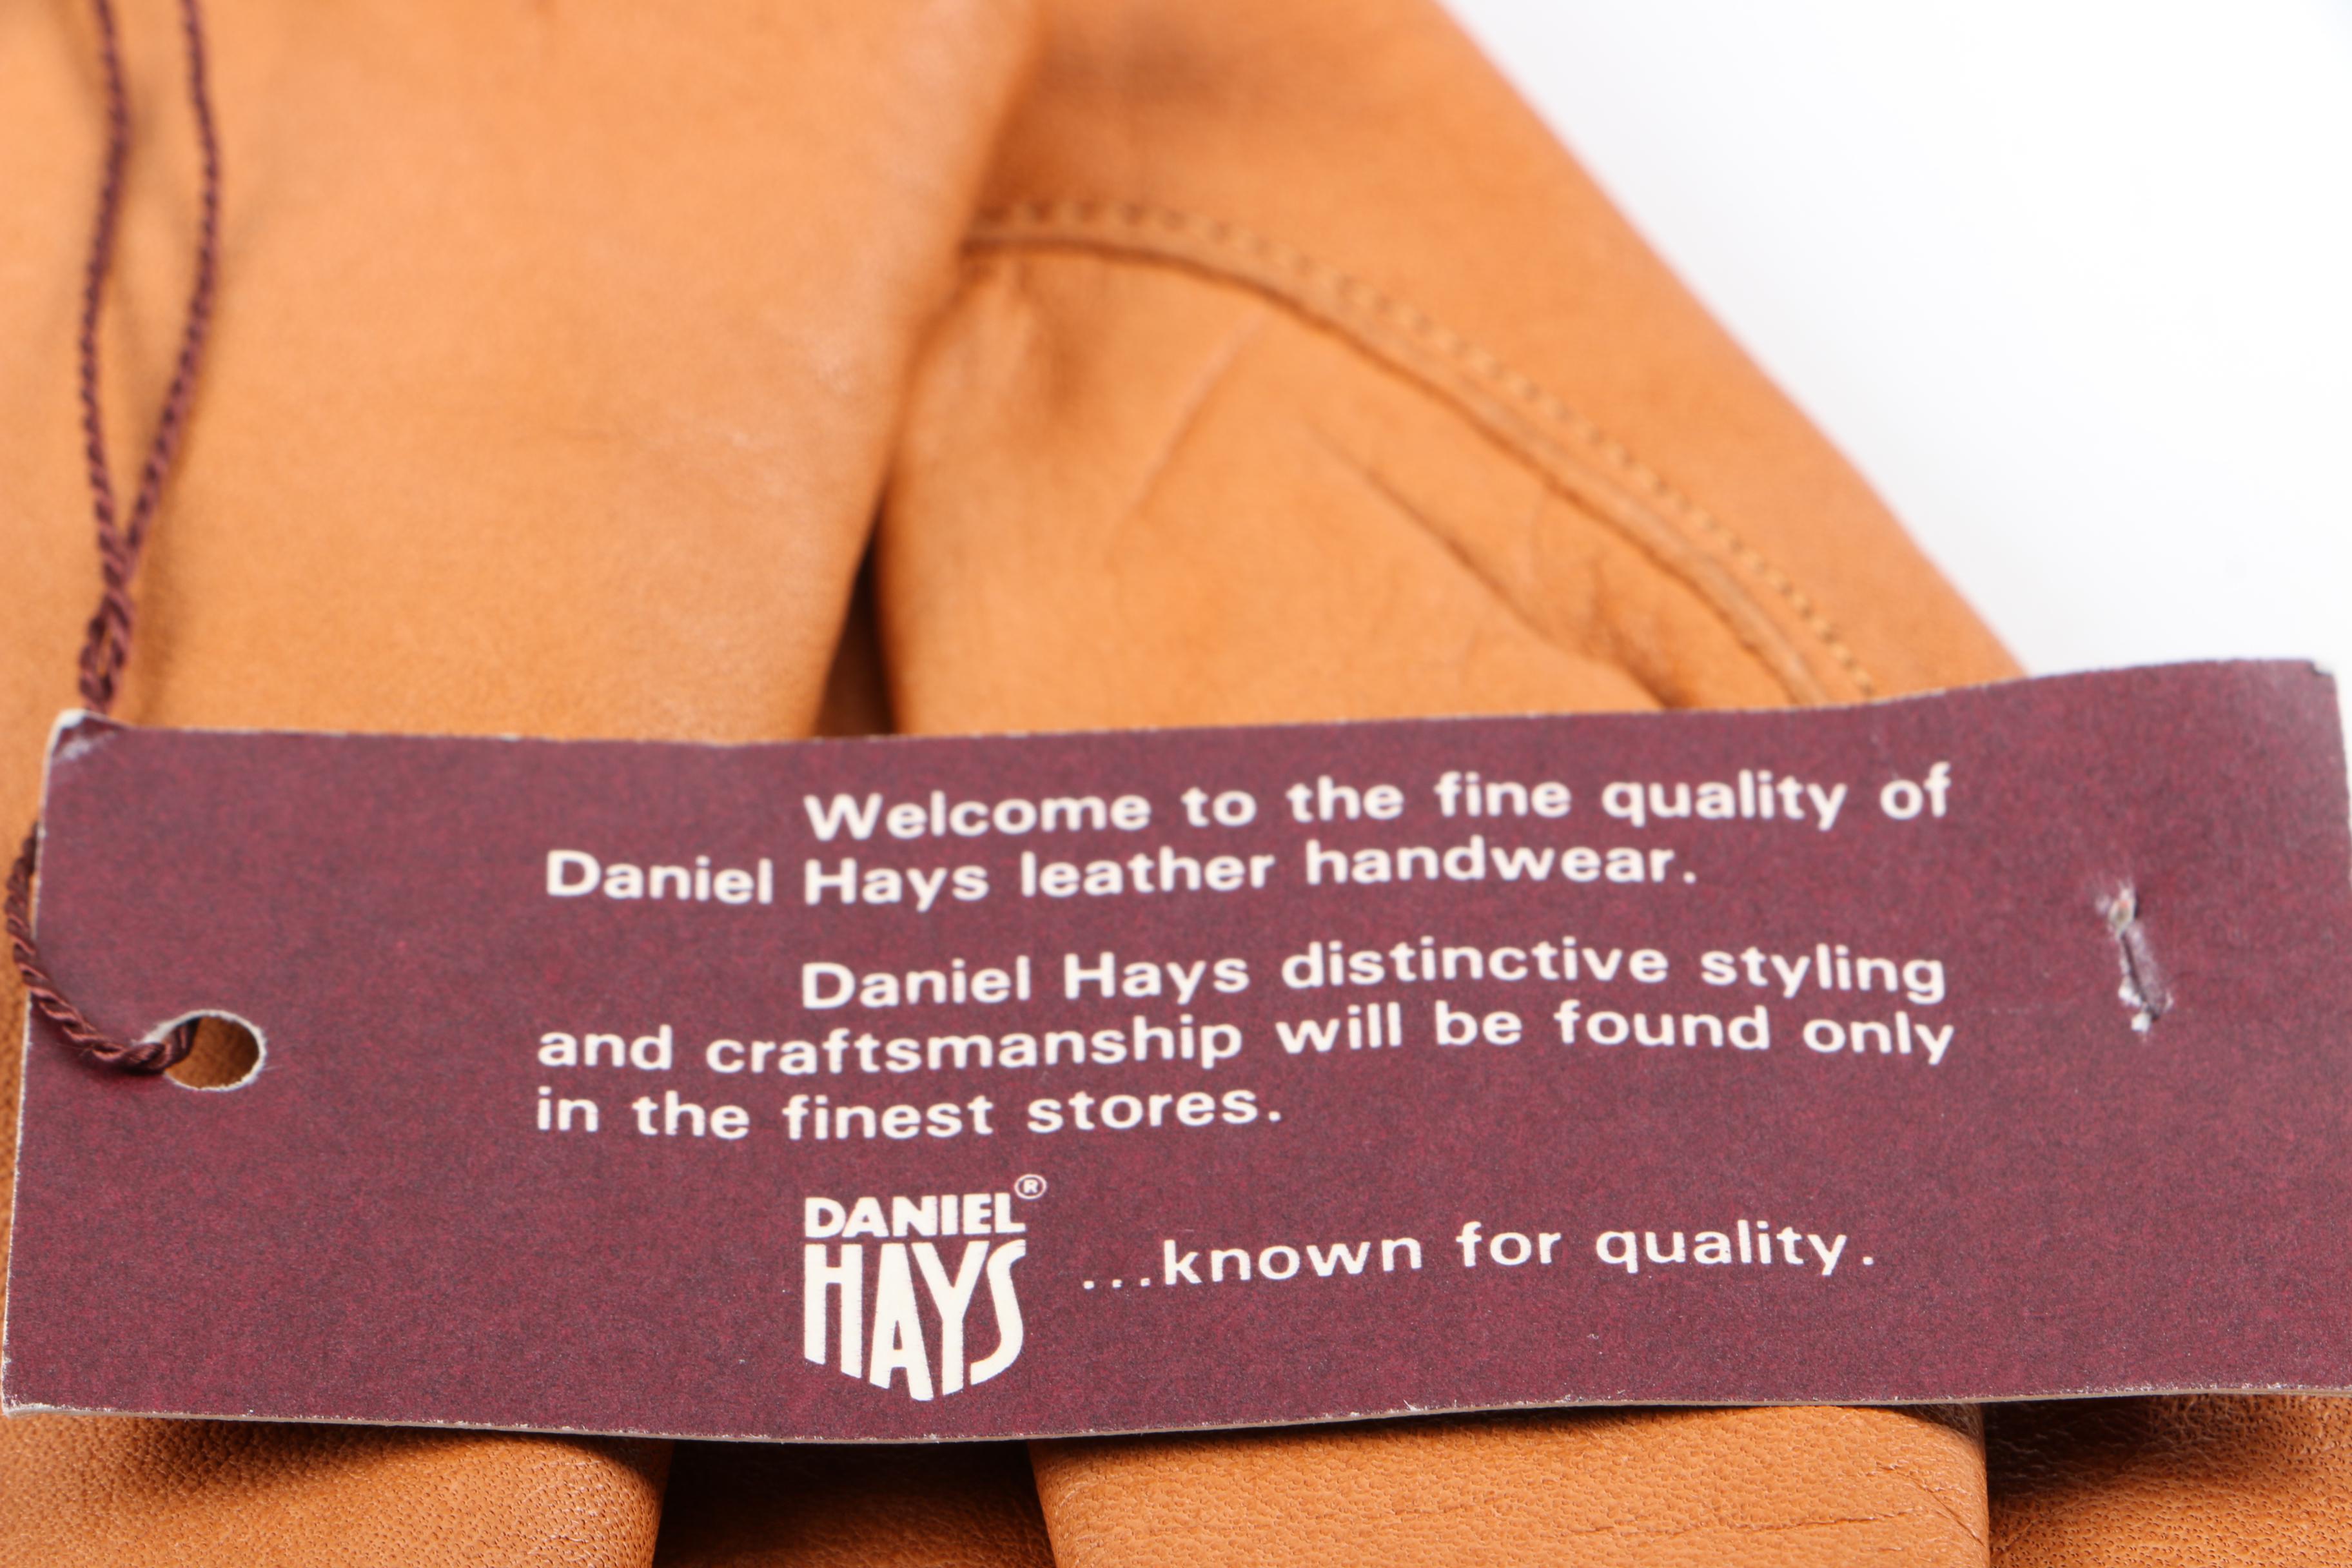 Welcome to the fine quality of
Daniel Hays leather handwear.
Daniel Hays distinctive styling
and craftsmanship will be found only
in the finest stores.
DANIEL®
HAYS ...known for quality.